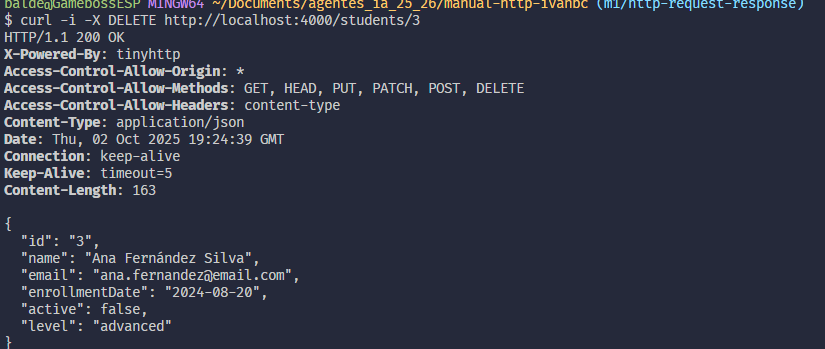 balde@GamebossESP MINGW64 ~/Documents/agentes_ia_25_26/manual-http-ivanbc (m1/http-request-response)
$ curl -i -X DELETE http://localhost:4000/students/3
HTTP/1.1 200 OK
X-Powered-By: tinyhttp
Access-Control-Allow-Origin: *
Access-Control-Allow-Methods: GET, HEAD, PUT, PATCH, POST, DELETE
Access-Control-Allow-Headers: content-type
Content-Type: application/json
Date: Thu, 02 Oct 2025 19:24:39 GMT
Connection: keep-alive
Keep-Alive: timeout=5
Content-Length: 163

{
  "id": "3",
  "name": "Ana Fernández Silva",
  "email": "ana.fernandez@email.com",
  "enrollmentDate": "2024-08-20",
  "active": false,
  "level": "advanced"
}